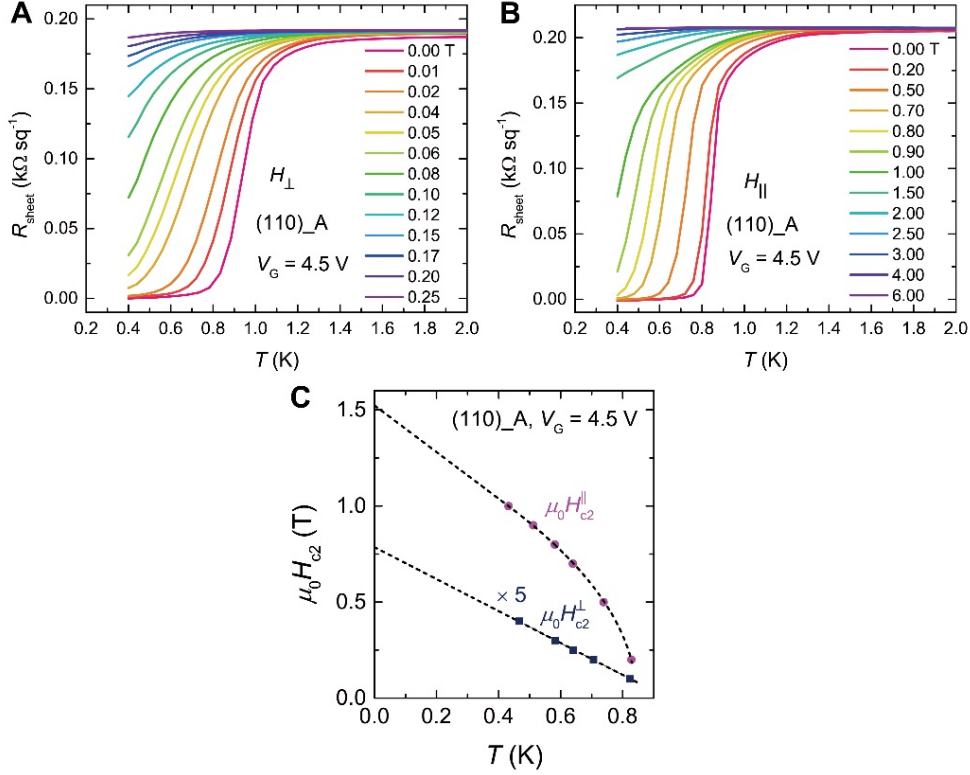 A
0.20
0.15
0.10
0.05
0.00
R_sheet (kΩ sq⁻¹)
0.00 T
0.01
0.02
0.04
0.05
0.06
0.08
0.10
0.12
0.15
0.17
0.20
0.25
H⊥
(110)_A
V_G = 4.5 V
0.2 0.4 0.6 0.8 1.0 1.2 1.4 1.6 1.8 2.0
T (K)
B
0.20
0.15
0.10
0.05
0.00
R_sheet (kΩ sq⁻¹)
0.00 T
0.20
0.50
0.70
0.80
0.90
1.00
1.50
2.00
2.50
3.00
4.00
6.00
H||
(110)_A
V_G = 4.5 V
0.2 0.4 0.6 0.8 1.0 1.2 1.4 1.6 1.8 2.0
T (K)
C
1.5
1.0
0.5
0.0
μ₀H_c2 (T)
(110)_A, V_G = 4.5 V
μ₀H_c2^||
× 5
μ₀H_c2^⊥
0.0 0.2 0.4 0.6 0.8
T (K)